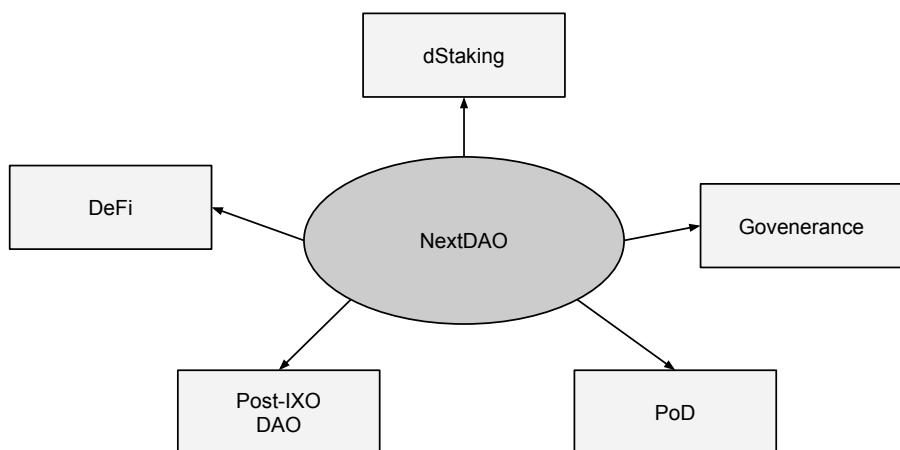 dStaking
DeFi
NextDAO
Govenerance
Post-IXO
DAO
PoD